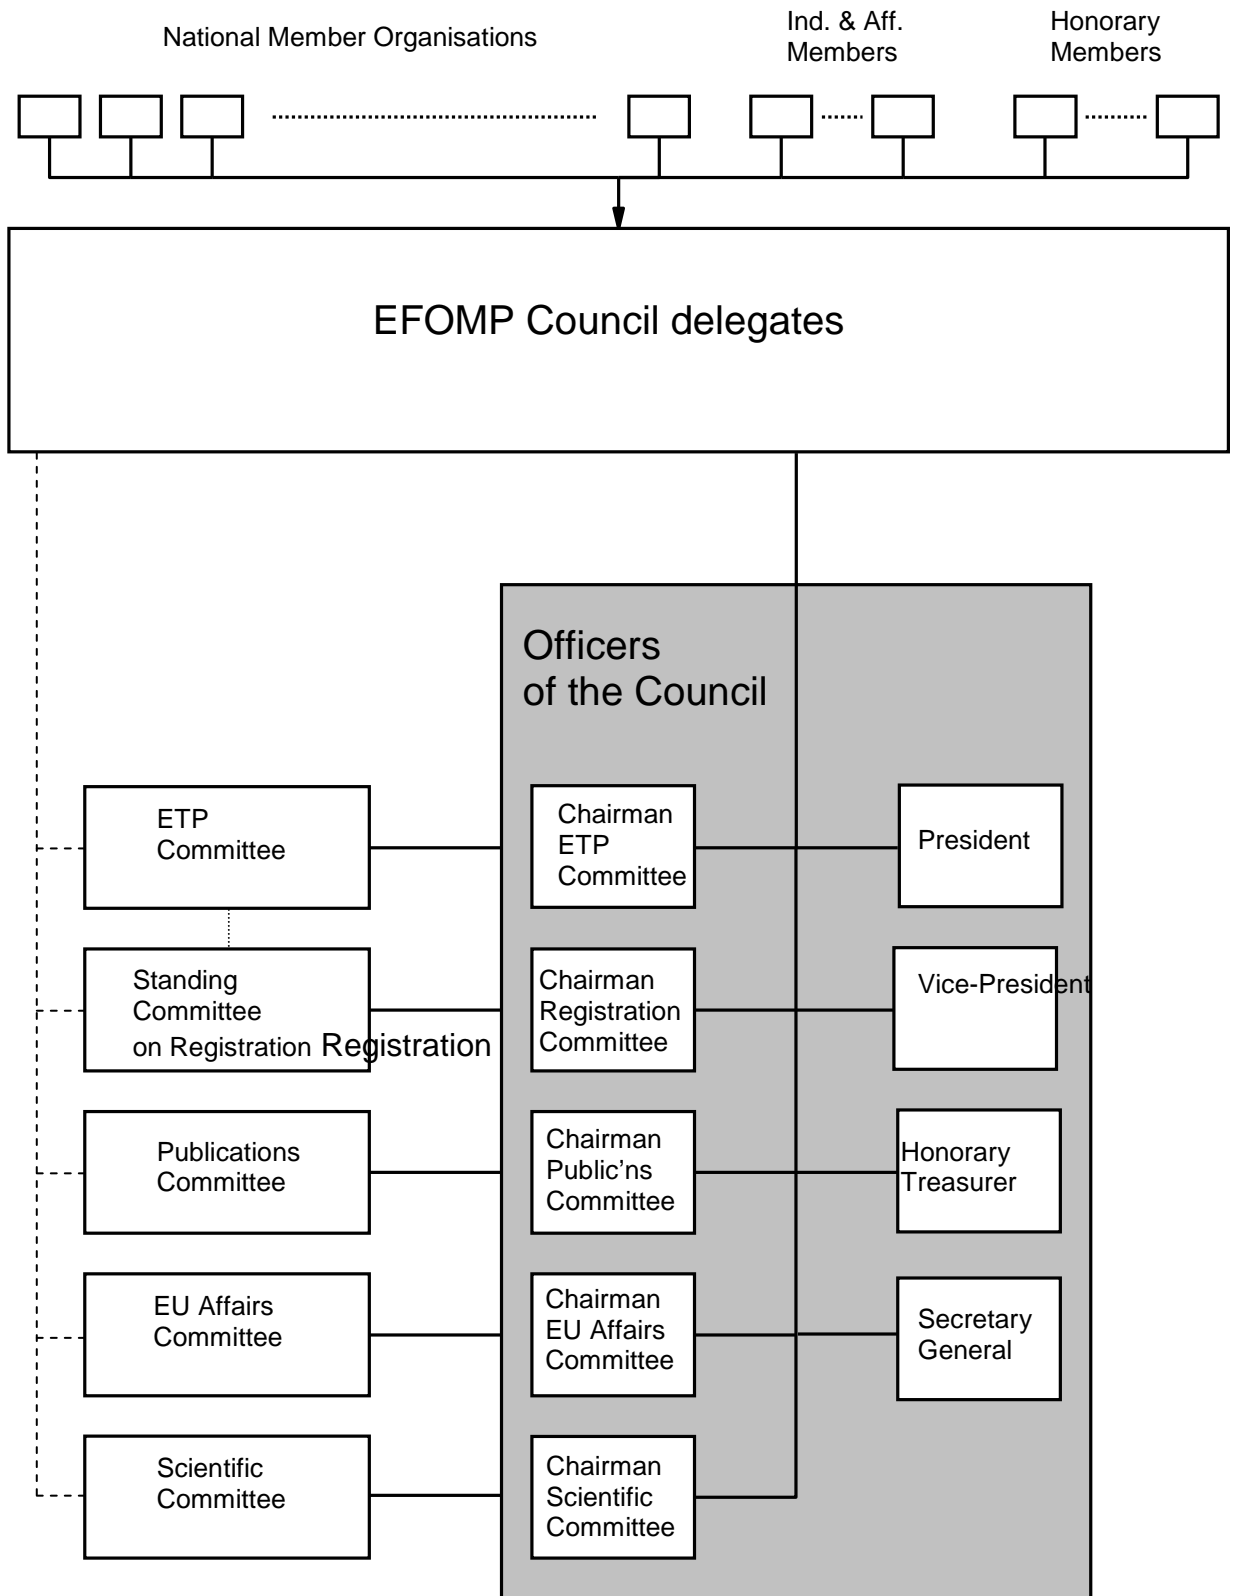 National Member Organisations
Ind. & Aff.
Members
Honorary
Members
EFOMP Council delegates
Officers
of the Council
ETP
Committee
Chairman
ETP
Committee
President
Standing
Committee
on Registration Registration
Chairman
Registration
Committee
Vice-President
Publications
Committee
Chairman
Public'ns
Committee
Honorary
Treasurer
EU Affairs
Committee
Chairman
EU Affairs
Committee
Secretary
General
Scientific
Committee
Chairman
Scientific
Committee